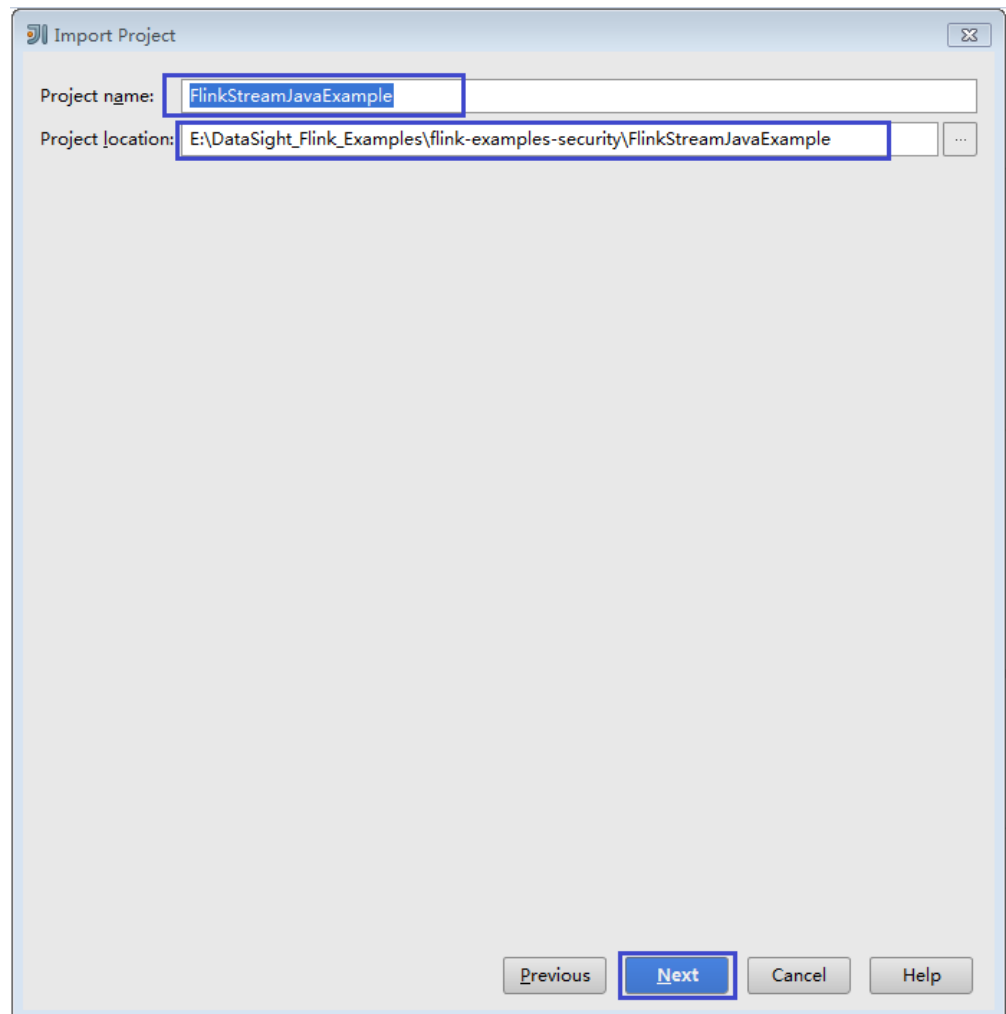 Import Project
Project name: FlinkStreamJavaExample
Project location: E:\DataSight_Flink_Examples\flink-examples-security\FlinkStreamJavaExample ...
Previous Next Cancel Help